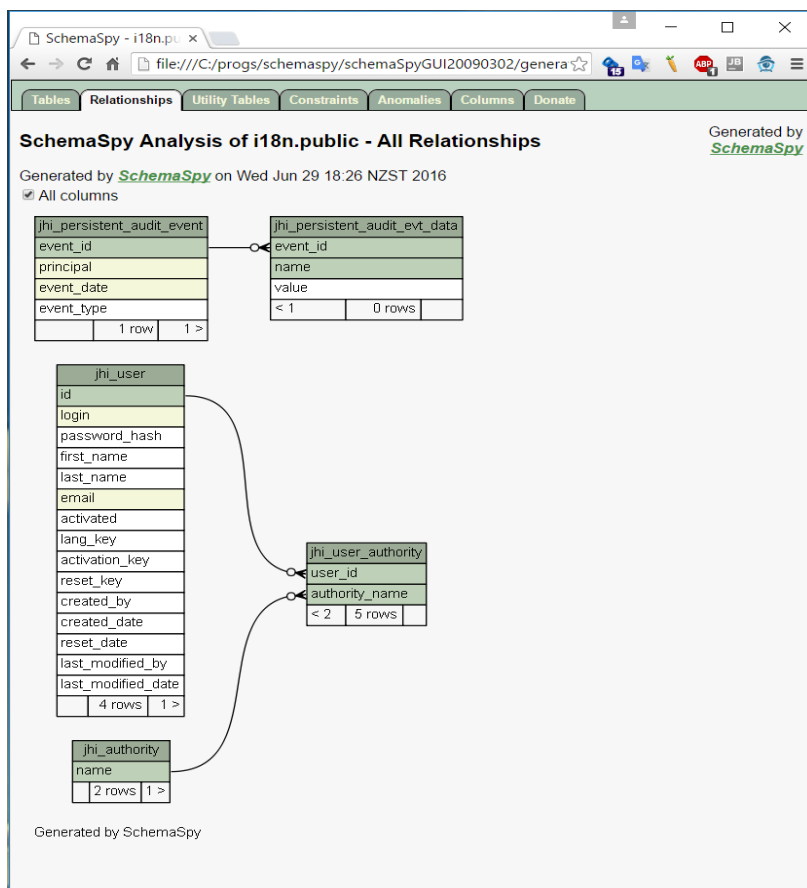 SchemaSpy - i18n.pu
file:///C:/progs/schemaspy/schemaSpyGUI20090302/genera
15
ABP
1
JB
Tables Relationships Utility Tables Constraints Anomalies Columns Donate
SchemaSpy Analysis of i18n.public - All Relationships
Generated by
SchemaSpy
Generated by SchemaSpy on Wed Jun 29 18:26 NZST 2016
All columns
jhi_persistent_audit_event
event_id
principal
event_date
event_type
1 row 1 >
jhi_persistent_audit_evt_data
event_id
name
value
< 1 0 rows
jhi_user
id
login
password_hash
first_name
last_name
email
activated
lang_key
activation_key
reset_key
created_by
created_date
reset_date
last_modified_by
last_modified_date
4 rows 1 >
jhi_user_authority
user_id
authority_name
< 2 5 rows
jhi_authority
name
2 rows 1 >
Generated by SchemaSpy